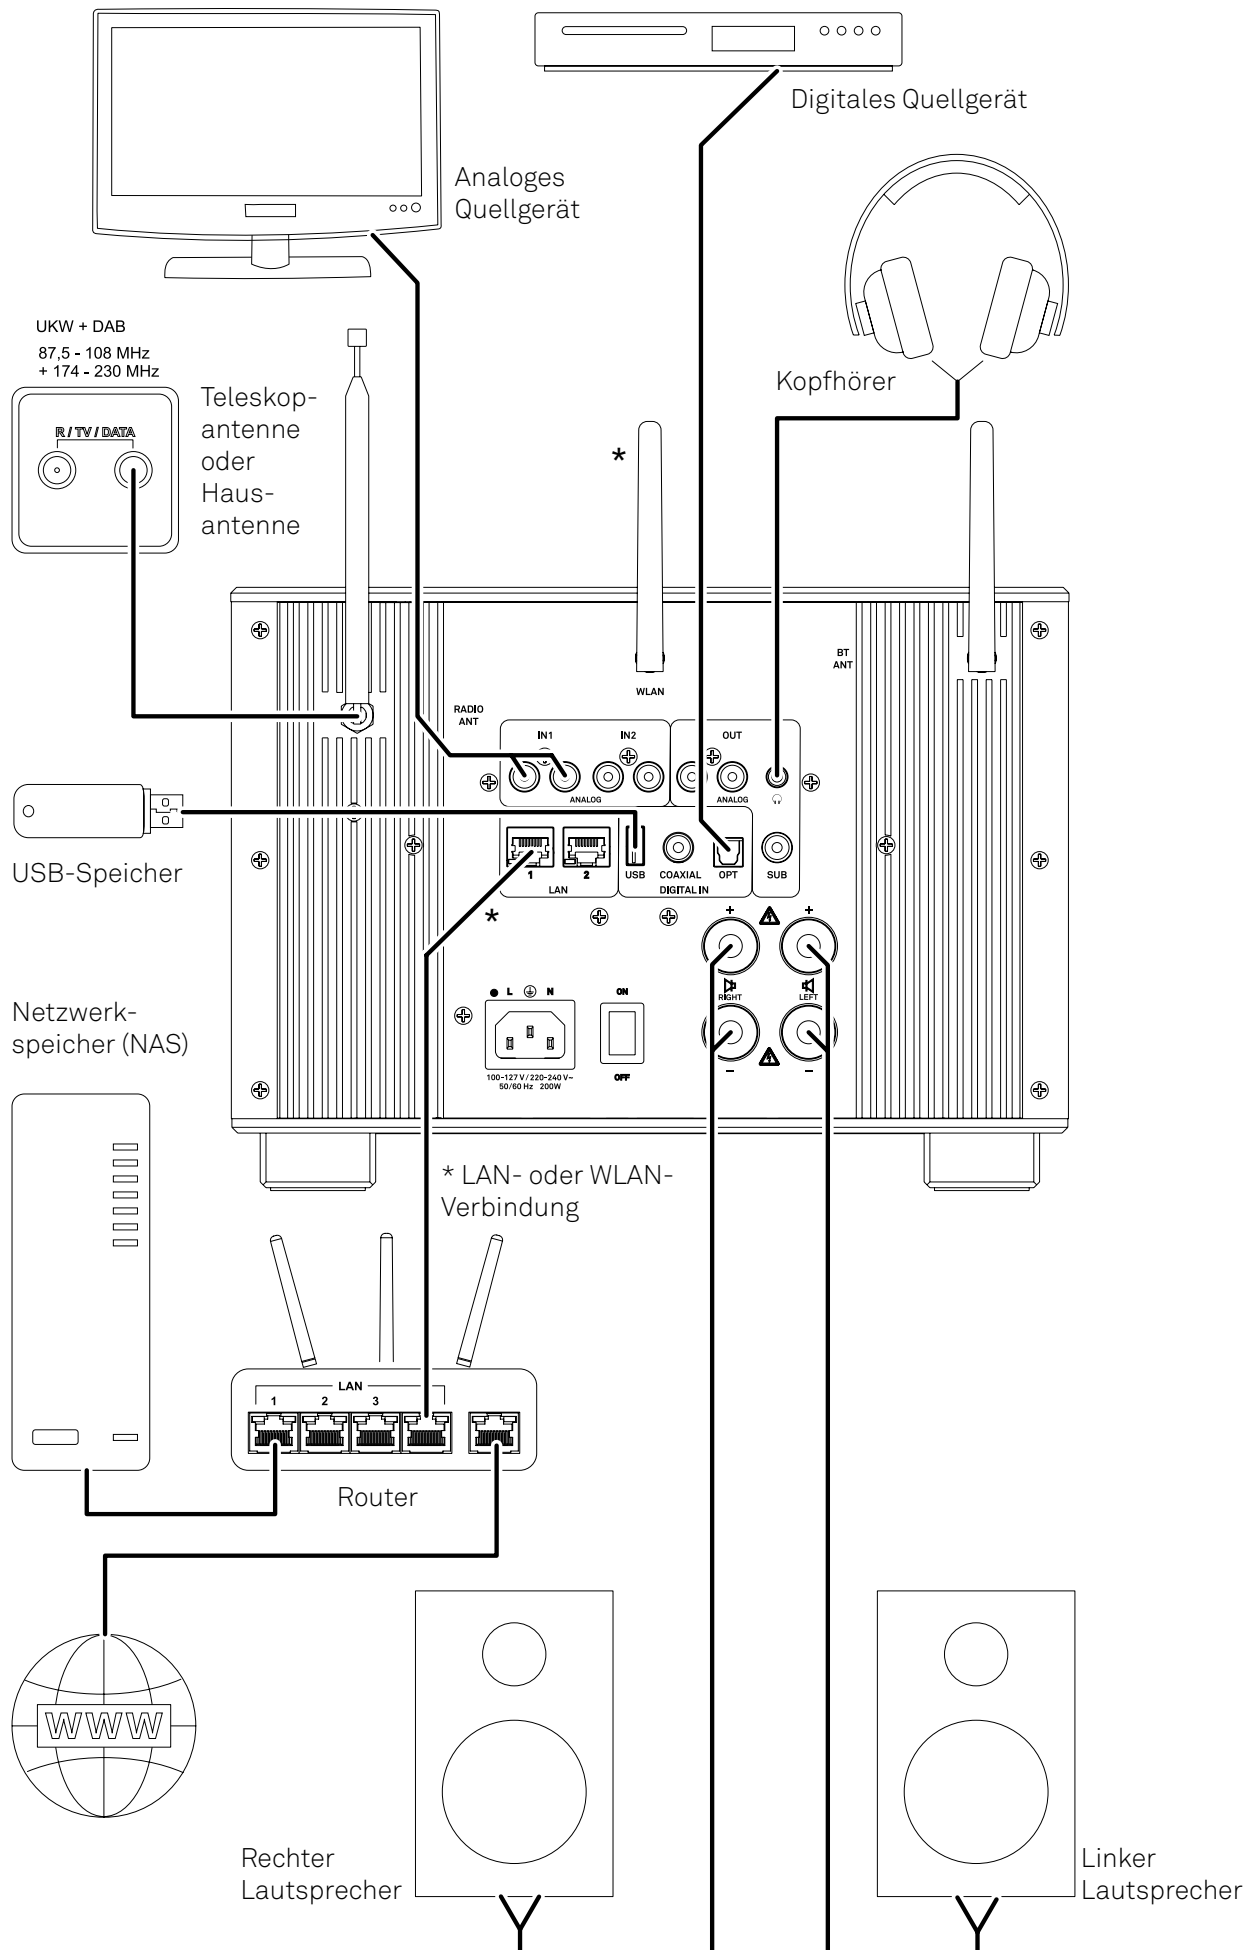 Digitales Quellgerät
Analoges
Quellgerät
UKW + DAB
87,5 - 108 MHz
+ 174 - 230 MHz
R / TV / DATA
Teleskop-
antenne
oder
Haus-
antenne
Kopfhörer
*
BT
ANT
WLAN
RADIO
ANT
IN1
IN2
OUT
ANALOG
ANALOG
USB-Speicher
1
2
LAN
USB
COAXIAL
OPT
DIGITAL IN
SUB
*
+
+
RIGHT
LEFT
–
–
L
N
ON
OFF
100-127 V / 220-240 V~
50/60 Hz 200W
Netzwerk-
speicher (NAS)
* LAN- oder WLAN-
Verbindung
LAN
1
2
3
Router
WWW
Rechter
Lautsprecher
Linker
Lautsprecher